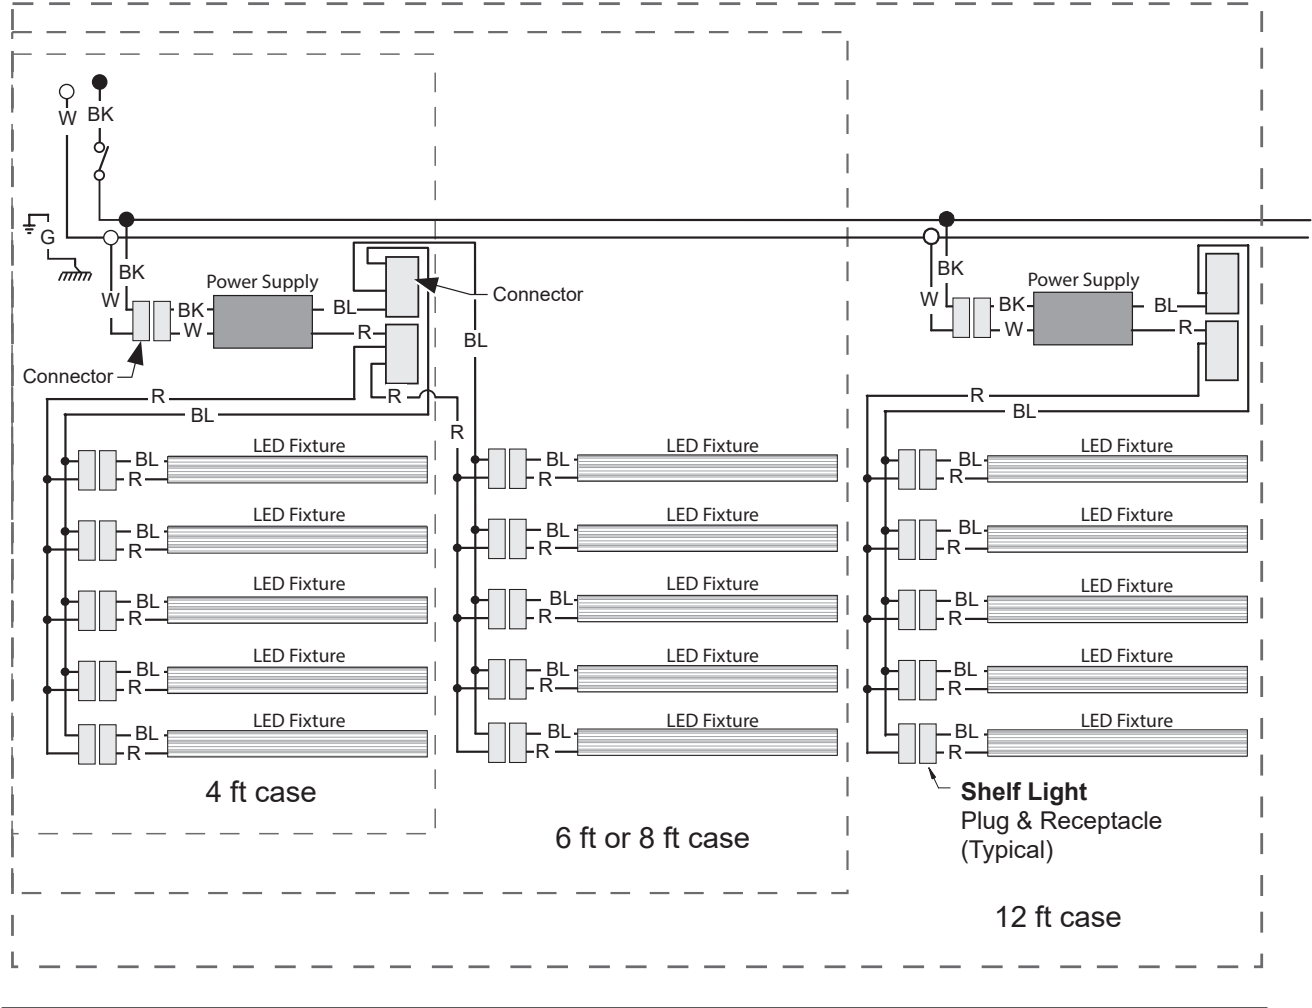 W BK
G
BK BK
W W
Power Supply Power Supply
BK BL BK BL
W R W R
Connector
BL
Connector
R R
R
BL BL
R
LED Fixture LED Fixture LED Fixture
BL BL BL
R R R
LED Fixture LED Fixture LED Fixture
BL BL BL
R R R
LED Fixture LED Fixture LED Fixture
BL BL BL
R R R
LED Fixture LED Fixture LED Fixture
BL BL BL
R R R
LED Fixture LED Fixture LED Fixture
BL BL BL
R R R
4 ft case
Shelf Light
Plug & Receptacle
(Typical)
6 ft or 8 ft case
12 ft case